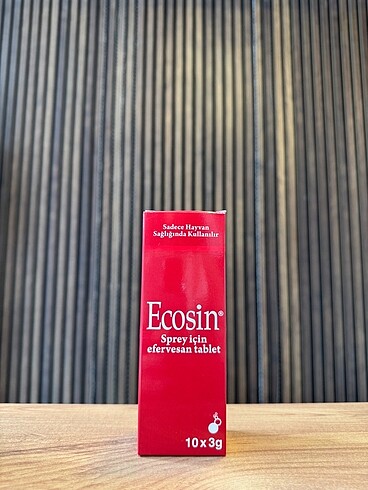 Sadece Hayvan
Sağlığında Kullanılır
Ecosin®
Sprey için
efervesan tablet
10 x 3g